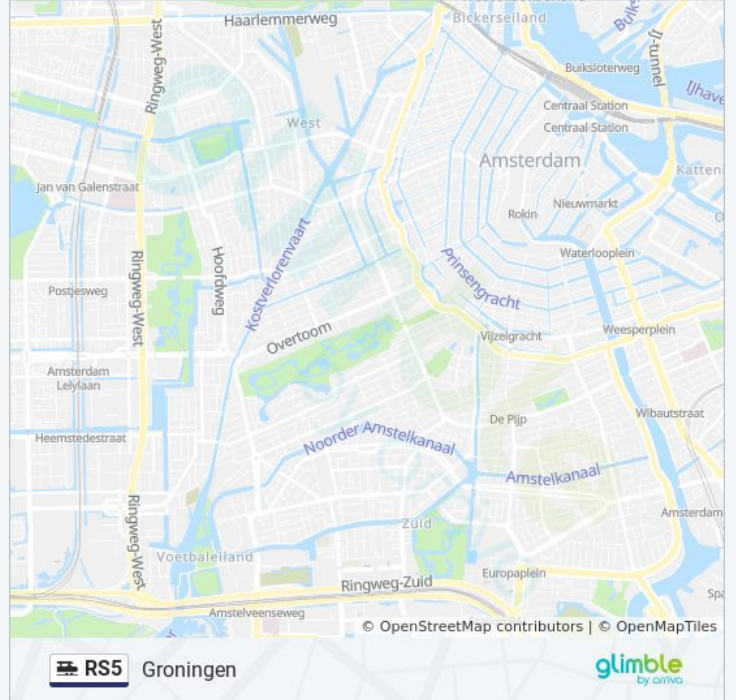 Haarlemmerweg
Bickerseiland
Ringweg-West
Buiks
IJ-tunnel
Buiksloterweg
IJhave
Centraal Station
Centraal Station
West
Amsterdam
Katten
Jan van Galenstraat
Rokin
Nieuwmarkt
O
Kostverlorenvaart
Hoofdweg
Waterlooplein
Prinsengracht
Ringweg-West
Postjesweg
Overtoom
Vijzelgracht
Weesperplein
Amsterdam
Lelylaan
Wibautstraat
De Pijp
Heemstedestraat
Noorder Amstelkanaal
Amstelkanaal
Ringweg-West
Amsterdam
Zuid
Voetbaleiland
Europaplein
Ringweg-Zuid
Spa
Amstelveenseweg
© OpenStreetMap contributors | © OpenMapTiles
RS5 Groningen
glimble
by arriva